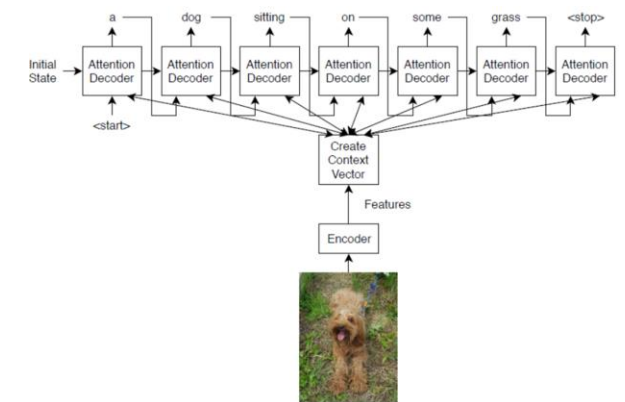 a dog sitting on some grass <stop>
Initial State
Attention Decoder
Attention Decoder
Attention Decoder
Attention Decoder
Attention Decoder
Attention Decoder
Attention Decoder
<start>
Create
Context
Vector
Features
Encoder